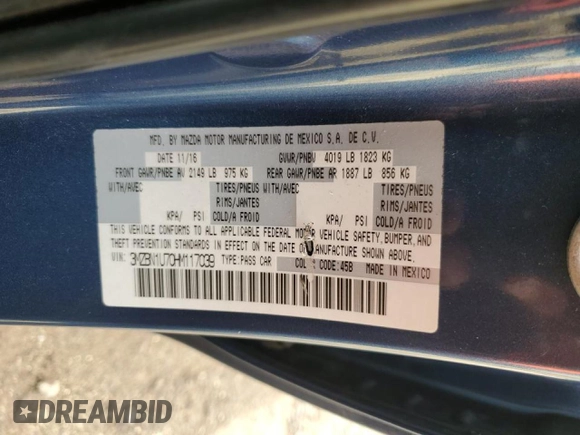 MFD. BY MAZDA MOTOR MANUFACTURING DE MEXICO S.A. DE C.V.
DATE 11/16 GVWR/PNBV 4019 LB 1823 KG
FRONT GAWR/PNBE AV 2149 LB 975 KG REAR GAWR/PNBE AR 1887 LB 856 KG
WITH/AVEC TIRES/PNEUS WITH/AVEC TIRES/PNEUS
RIMS/JANTES RIMS/JANTES
KPA/ PSI COLD/A FROID KPA/ PSI COLD/A FROID
THIS VEHICLE CONFORMS TO ALL APPLICABLE FEDERAL MOTOR VEHICLE SAFETY, BUMPER, AND
THEFT PREVENTION STANDARDS IN EFFECT ON THE DATE OF MANUFACTURE SHOWN ABOVE.
VIN: 3MZBN1U70HM117039 TYPE:PASS CAR COL CODE:45B MADE IN MEXICO
DREAMBID